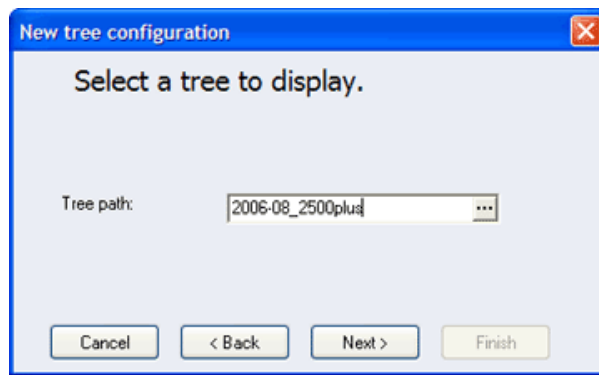 New tree configuration
Select a tree to display.
Tree path: 2006-08_2500plus ...
Cancel < Back Next > Finish